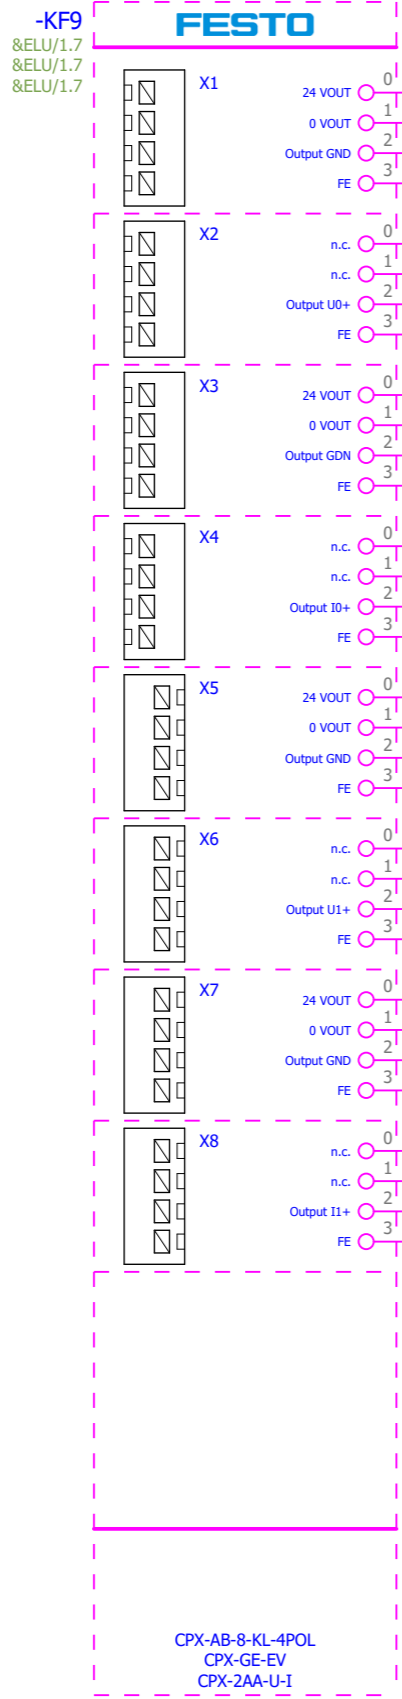 -KF9
FESTO
&ELU/1.7
&ELU/1.7
&ELU/1.7
X1
24 VOUT 0
0 VOUT 1
Output GND 2
FE 3
X2
n.c. 0
n.c. 1
Output U0+ 2
FE 3
X3
24 VOUT 0
0 VOUT 1
Output GDN 2
FE 3
X4
n.c. 0
n.c. 1
Output I0+ 2
FE 3
X5
24 VOUT 0
0 VOUT 1
Output GND 2
FE 3
X6
n.c. 0
n.c. 1
Output U1+ 2
FE 3
X7
24 VOUT 0
0 VOUT 1
Output GND 2
FE 3
X8
n.c. 0
n.c. 1
Output I1+ 2
FE 3
CPX-AB-8-KL-4POL
CPX-GE-EV
CPX-2AA-U-I